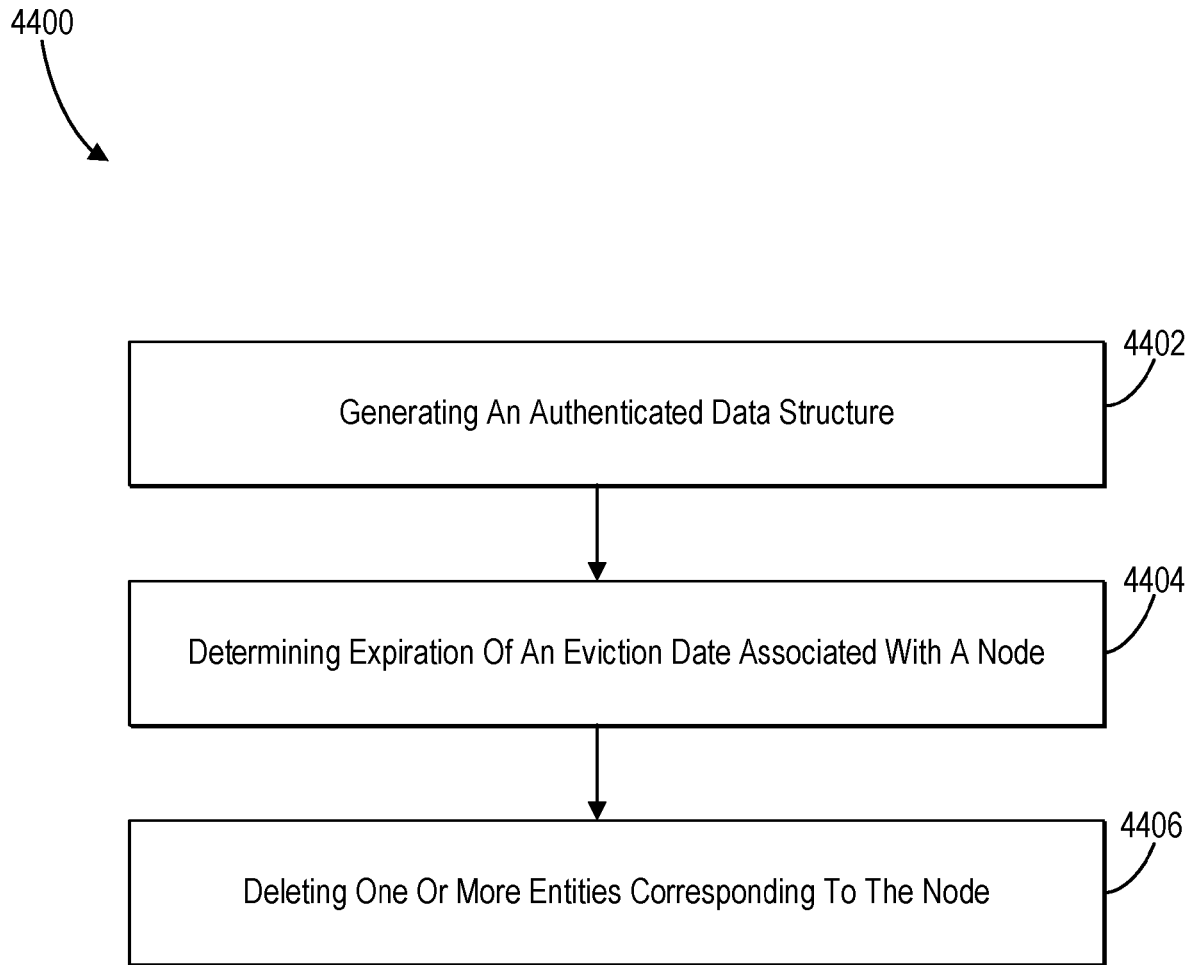 4400
4402
Generating An Authenticated Data Structure
4404
Determining Expiration Of An Eviction Date Associated With A Node
4406
Deleting One Or More Entities Corresponding To The Node